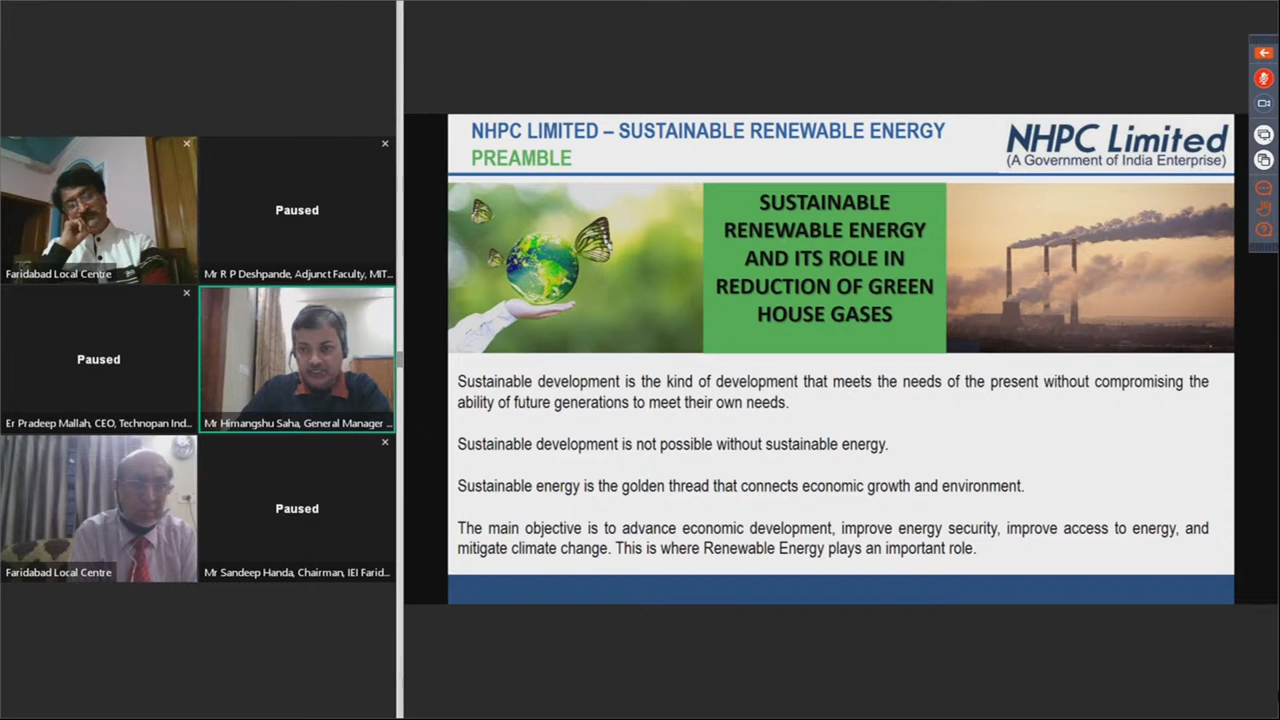 Faridabad Local Centre
Paused
Mr R P Deshpande, Adjunct Faculty, MIT...
Paused
Er Pradeep Mallah, CEO, Technopan Ind...
Mr Himangshu Saha, General Manager ...
Faridabad Local Centre
Paused
Mr Sandeep Handa, Chairman, IEI Farid...
NHPC LIMITED – SUSTAINABLE RENEWABLE ENERGY
PREAMBLE
NHPC Limited
(A Government of India Enterprise)
SUSTAINABLE
RENEWABLE ENERGY
AND ITS ROLE IN
REDUCTION OF GREEN
HOUSE GASES
Sustainable development is the kind of development that meets the needs of the present without compromising the
ability of future generations to meet their own needs.
Sustainable development is not possible without sustainable energy.
Sustainable energy is the golden thread that connects economic growth and environment.
The main objective is to advance economic development, improve energy security, improve access to energy, and
mitigate climate change. This is where Renewable Energy plays an important role.